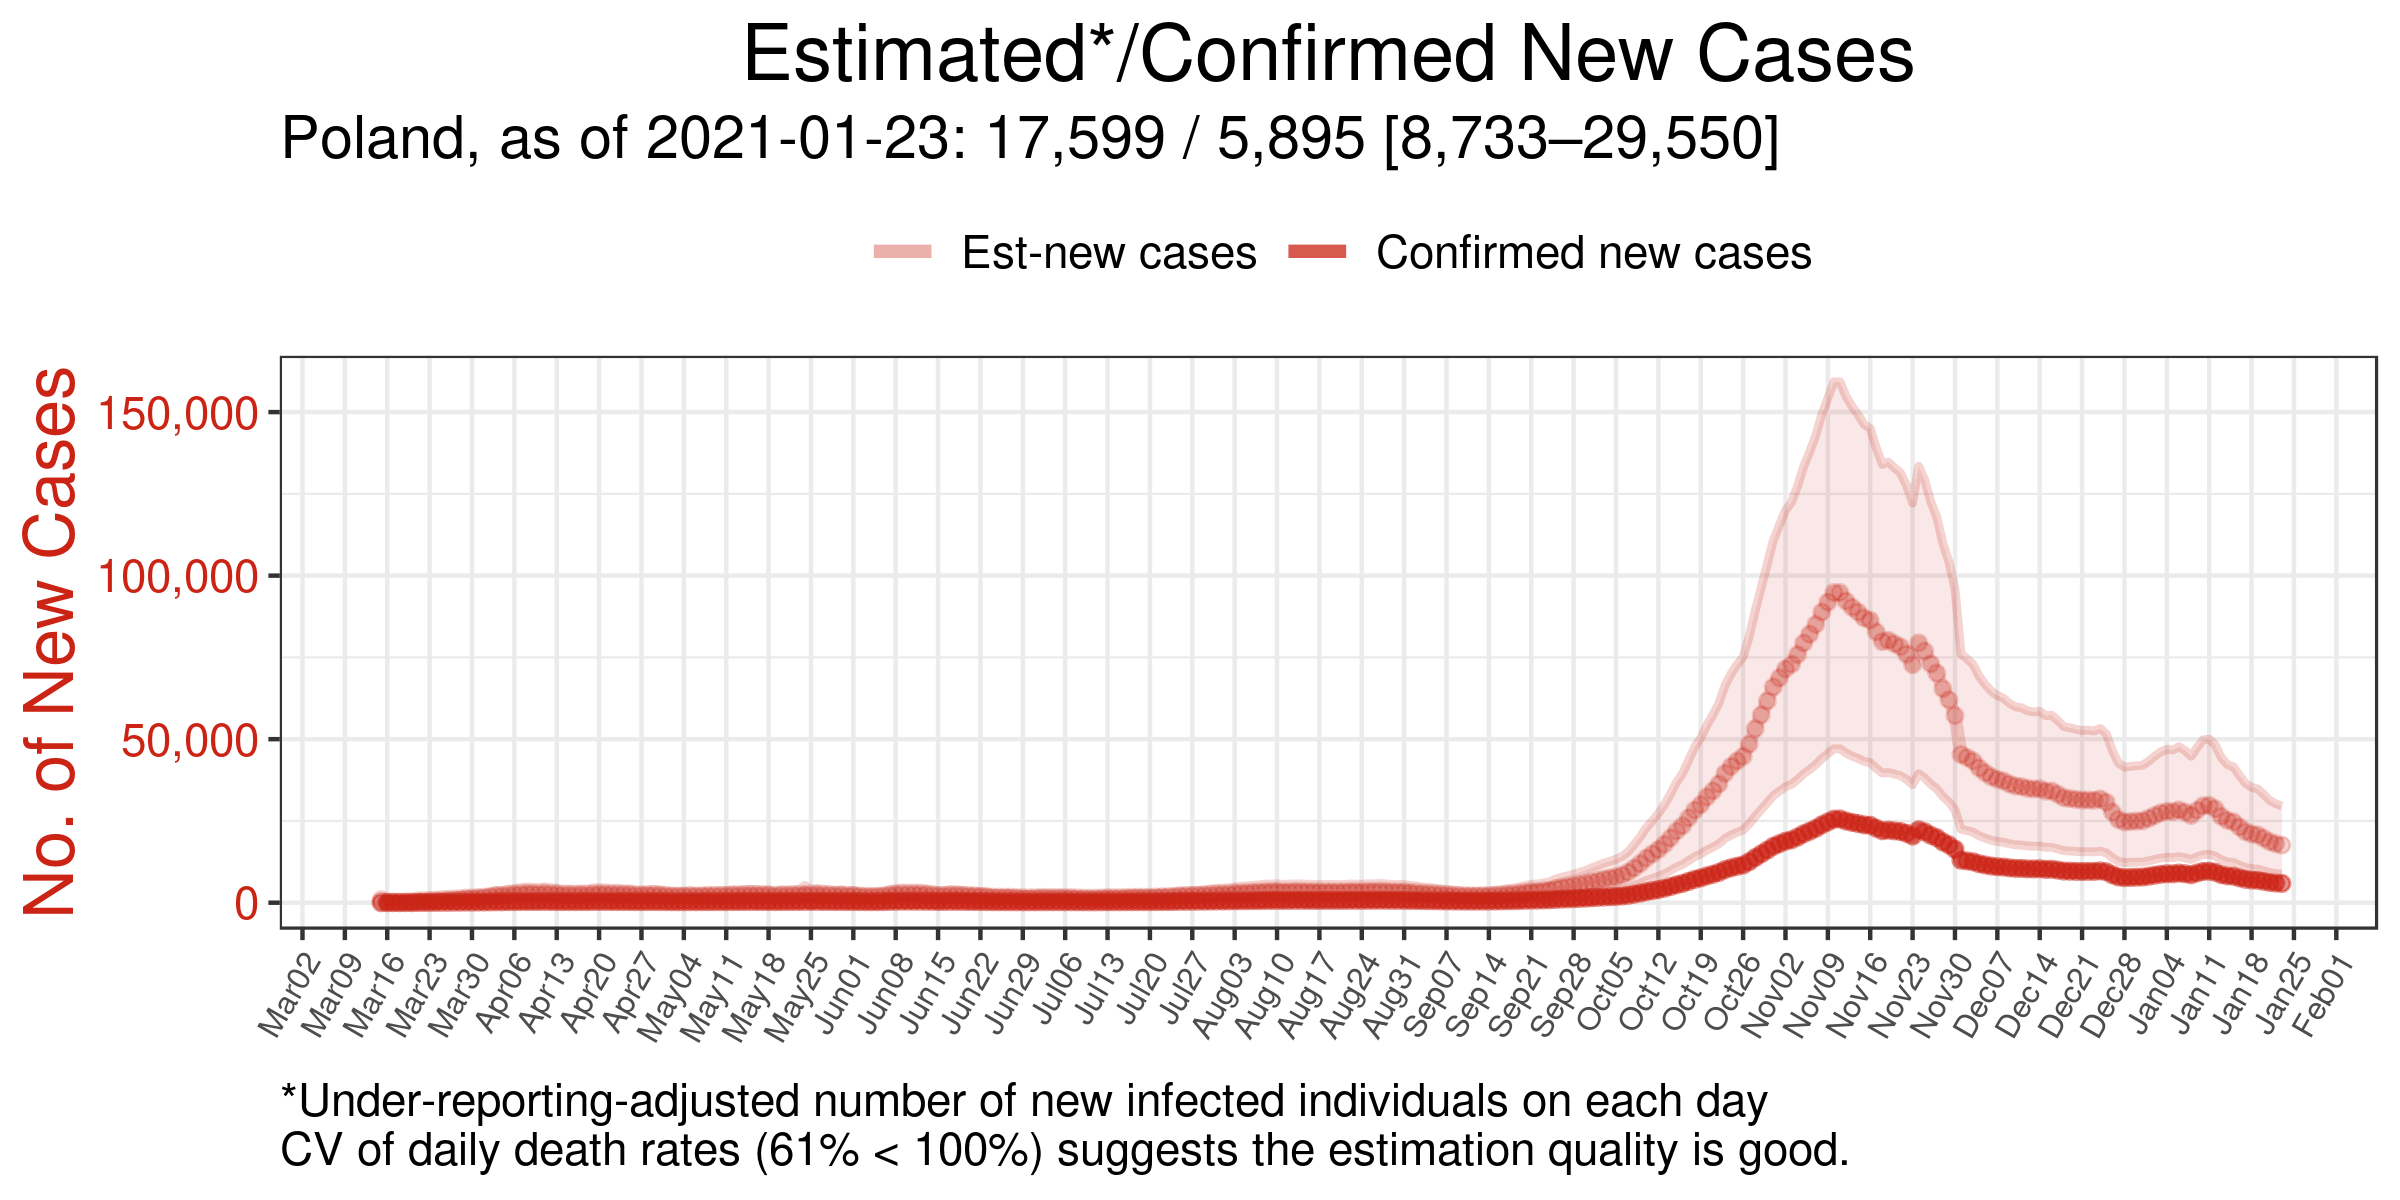 Estimated*/Confirmed New Cases
Poland, as of 2021-01-23: 17,599 / 5,895 [8,733–29,550]
Est-new cases
Confirmed new cases
No. of New Cases
150,000
100,000
50,000
0
Mar02
Mar09
Mar16
Mar23
Mar30
Apr06
Apr13
Apr20
Apr27
May04
May11
May18
May25
Jun01
Jun08
Jun15
Jun22
Jun29
Jul06
Jul13
Jul20
Jul27
Aug03
Aug10
Aug17
Aug24
Aug31
Sep07
Sep14
Sep21
Sep28
Oct05
Oct12
Oct19
Oct26
Nov02
Nov09
Nov16
Nov23
Nov30
Dec07
Dec14
Dec21
Dec28
Jan04
Jan11
Jan18
Jan25
Feb01
*Under-reporting-adjusted number of new infected individuals on each day
CV of daily death rates (61% < 100%) suggests the estimation quality is good.